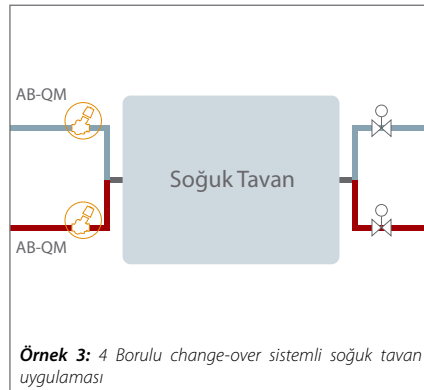 AB-QM
Soğuk Tavan
AB-QM
Örnek 3: 4 Borulu change-over sistemli soğuk tavan
uygulaması